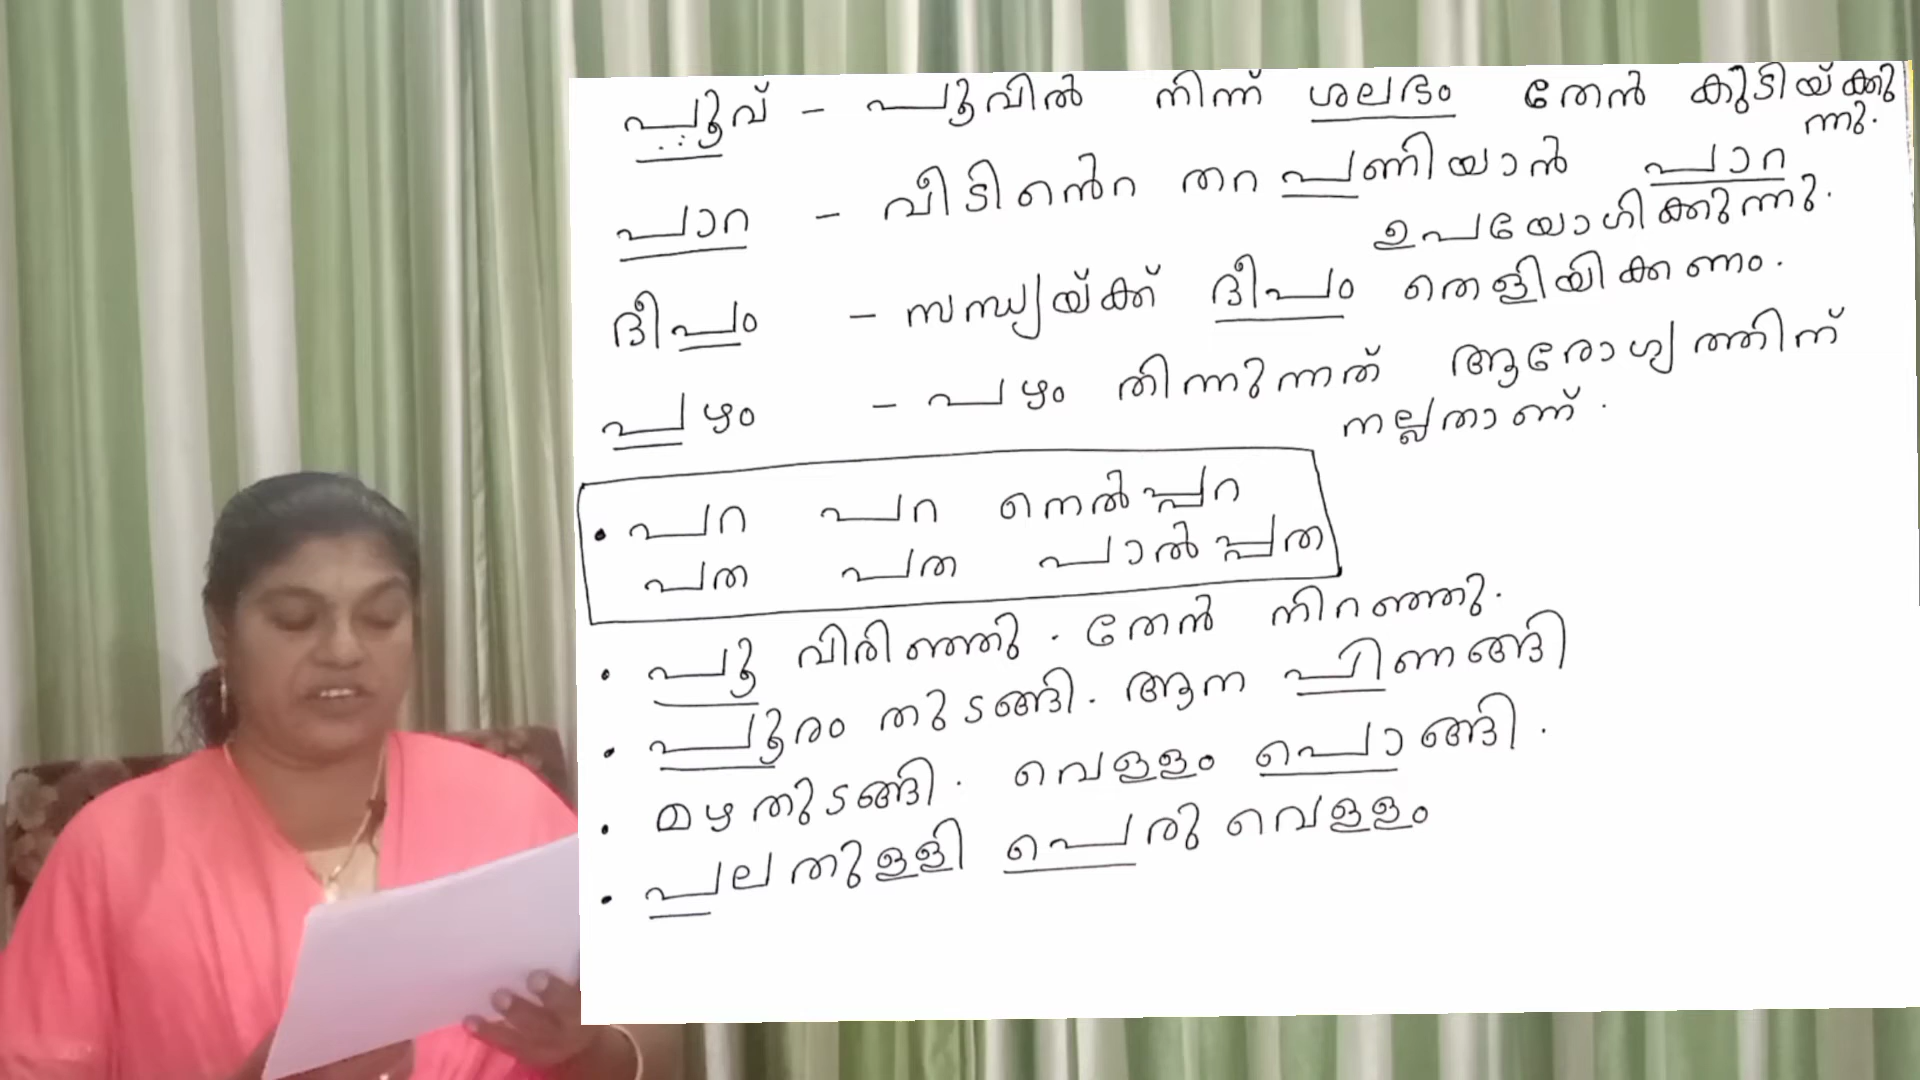 പൂവ് - പൂവിൽ നിന്ന് ശലഭം തേൻ കുടിയ്ക്കു
ന്നു.
പാറ - വീടിൻെറ തറ പണിയാൻ പാറ
ഉപയോഗിക്കുന്നു.
ദീപം - സന്ധ്യയ്ക്ക് ദീപം തെളിയിക്കണം.
പഴം - പഴം തിന്നുന്നത് ആരോഗ്യത്തിന്
നല്ലതാണ്.
• പറ പറ നെൽപ്പറ
പത പത പാൽപ്പത
• പൂ വിരിഞ്ഞു. തേൻ നിറഞ്ഞു.
• പൂരം തുടങ്ങി. ആന പിണങ്ങി
• മഴ തുടങ്ങി. വെള്ളം പൊങ്ങി.
• പലതുള്ളി പെരുവെള്ളം